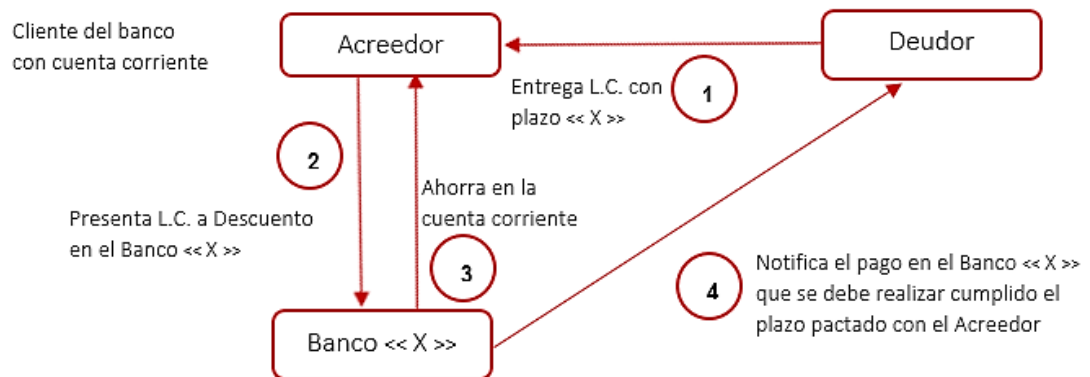 Cliente del banco
con cuenta corriente
Acreedor
Deudor
Entrega L.C. con
plazo << X >>
1
2
Presenta L.C. a Descuento
en el Banco << X >>
Ahorra en la
cuenta corriente
3
4
Notifica el pago en el Banco << X >>
que se debe realizar cumplido el
plazo pactado con el Acreedor
Banco << X >>